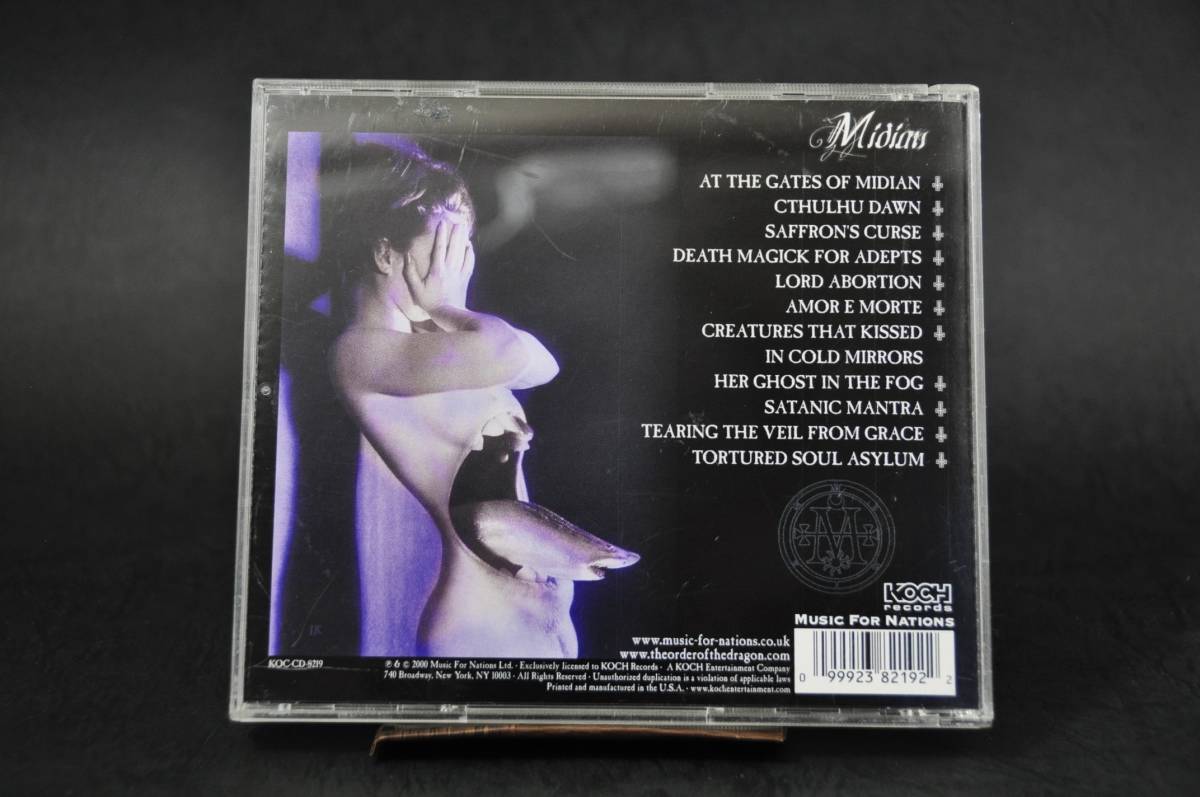 Midian
AT THE GATES OF MIDIAN
CTHULHU DAWN
SAFFRON'S CURSE
DEATH MAGICK FOR ADEPTS
LORD ABORTION
AMOR E MORTE
CREATURES THAT KISSED
IN COLD MIRRORS
HER GHOST IN THE FOG
SATANIC MANTRA
TEARING THE VEIL FROM GRACE
TORTURED SOUL ASYLUM
M
KOCH
records
MUSIC FOR NATIONS
www.music-for-nations.co.uk
www.theorderofthedragon.com
KOC-CD-8219
℗ & © 2000 Music For Nations Ltd. · Exclusively licensed to KOCH Records · A KOCH Entertainment Company
740 Broadway, New York, NY 10003 · All Rights Reserved · Unauthorized duplication is a violation of applicable laws
Printed and manufactured in the U.S.A. · www.kochentertainment.com
0 99923 82192 2